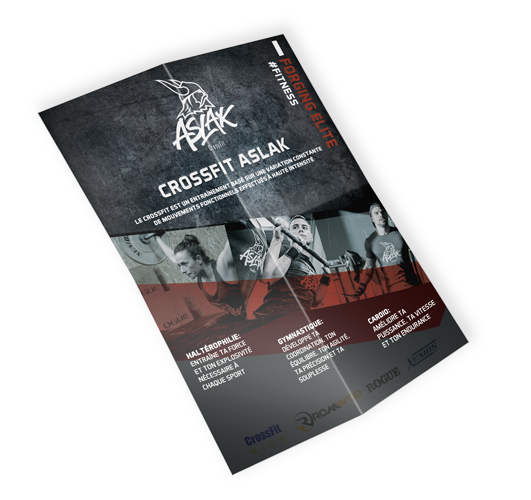 FORGING ELITE
#FITNESS
ASLAK
CROSSFIT ASLAK
LE CROSSFIT EST UN ENTRAÎNEMENT BASÉ SUR UNE VARIATION CONSTANTE
DE MOUVEMENTS FONCTIONNELS EFFECTUÉS À HAUTE INTENSITÉ
HALTÉROPHILIE:
ENTRAÎNE TA FORCE
ET TON EXPLOSIVITÉ
NÉCESSAIRE À
CHAQUE SPORT
GYMNASTIQUE:
DÉVELOPPE TA
COORDINATION, TON
ÉQUILIBRE, TON AGILITÉ,
TA PRÉCISION ET TA
SOUPLESSE
CARDIO:
AMÉLIORE TA
PUISSANCE, TA VITESSE
ET TON ENDURANCE
CrossFit
KIDS
ROGUE